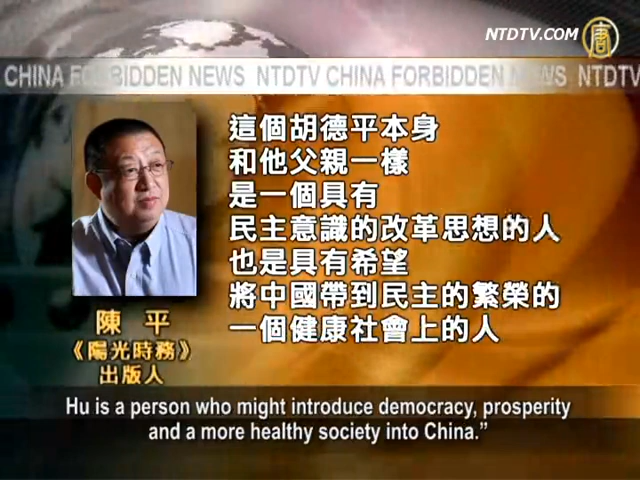 NTDTV.COM
唐
CHINA FORBIDDEN NEWS NTDTV CHINA FORBIDDEN NEWS NTDTV
這個胡德平本身
和他父親一樣
是一個具有
民主意識的改革思想的人
也是具有希望
將中國帶到民主的繁榮的
一個健康社會上的人
陳 平
《陽光時務》
出版人
Hu is a person who might introduce democracy, prosperity
and a more healthy society into China.”